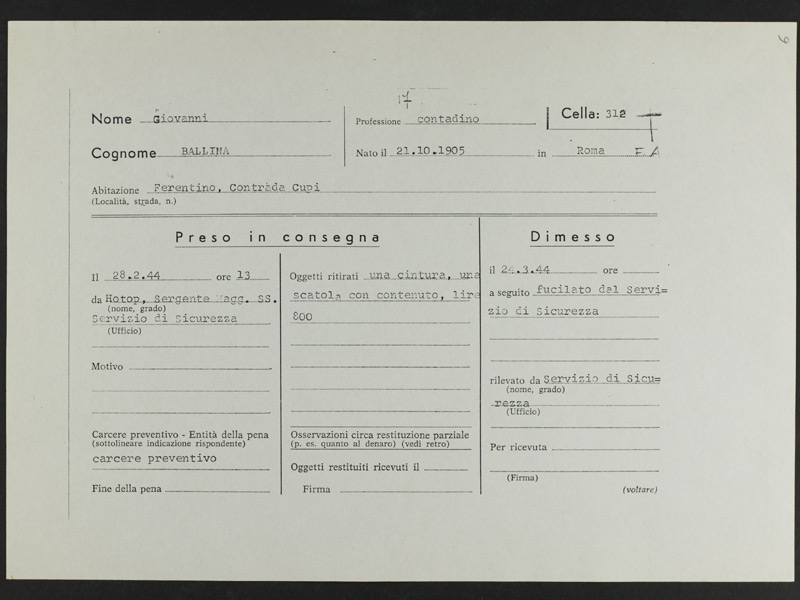 6
Nome Giovanni
Professione contadino
Cella: 312
Cognome BALLINA
Nato il 21.10.1905 in Roma F.A
Abitazione Ferentino, Contràda Cupi
(Località, strada, n.)
Preso in consegna
Il 28.2.44 ore 13
da Hotop, Sergente Magg. SS.
(nome, grado)
Servizio di Sicurezza
(Ufficio)
Motivo
Carcere preventivo - Entità della pena
(sottolineare indicazione rispondente)
carcere preventivo
Fine della pena
Oggetti ritirati una cintura, una
scatola con contenuto, lire
800
Osservazioni circa restituzione parziale
(p. es. quanto al denaro) (vedi retro)
Oggetti restituiti ricevuti il
Firma
Dimesso
il 24.3.44 ore
a seguito fucilato dal Servi=
zio di Sicurezza
rilevato da Servizio di Sicu=
(nome, grado)
rezza
(Ufficio)
Per ricevuta
(Firma)
(voltare)